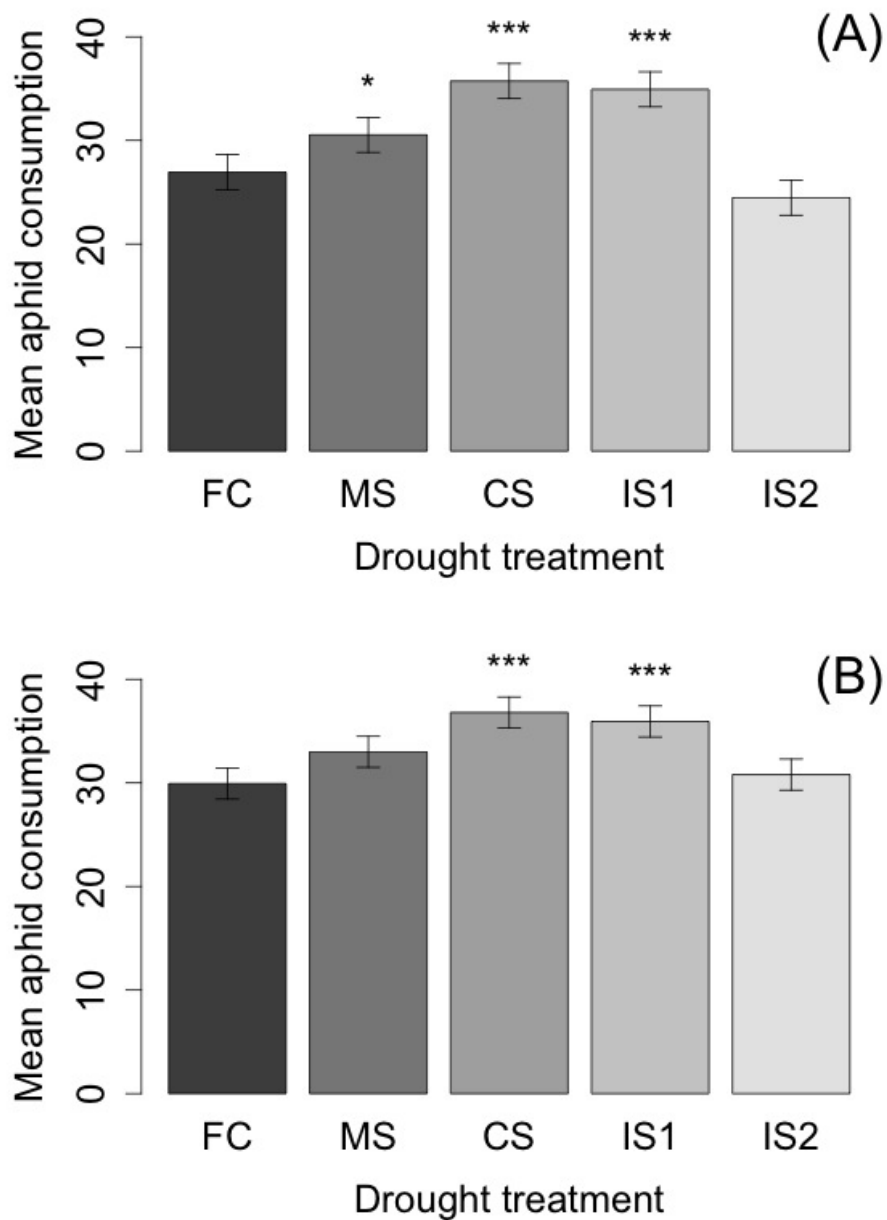 (A)
Mean aphid consumption
40
30
20
10
0
* *** ***
FC MS CS IS1 IS2
Drought treatment
(B)
Mean aphid consumption
40
30
20
10
0
*** ***
FC MS CS IS1 IS2
Drought treatment